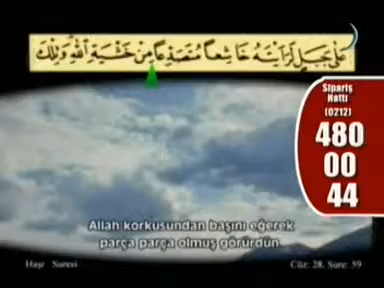 عَلَىٰ جَبَلٍ لَرَأَيْتَهُ خَاشِعًا مُتَصَدِّعًا مِنْ خَشْيَةِ اللّٰهِ وَتِلْكَ
Sipariş
Hattı
(0212)
480
00
44
Allah korkusundan başını eğerek
parça parça olmuş görürdün.
Haşr Suresi
Cüz: 28. Sure: 59